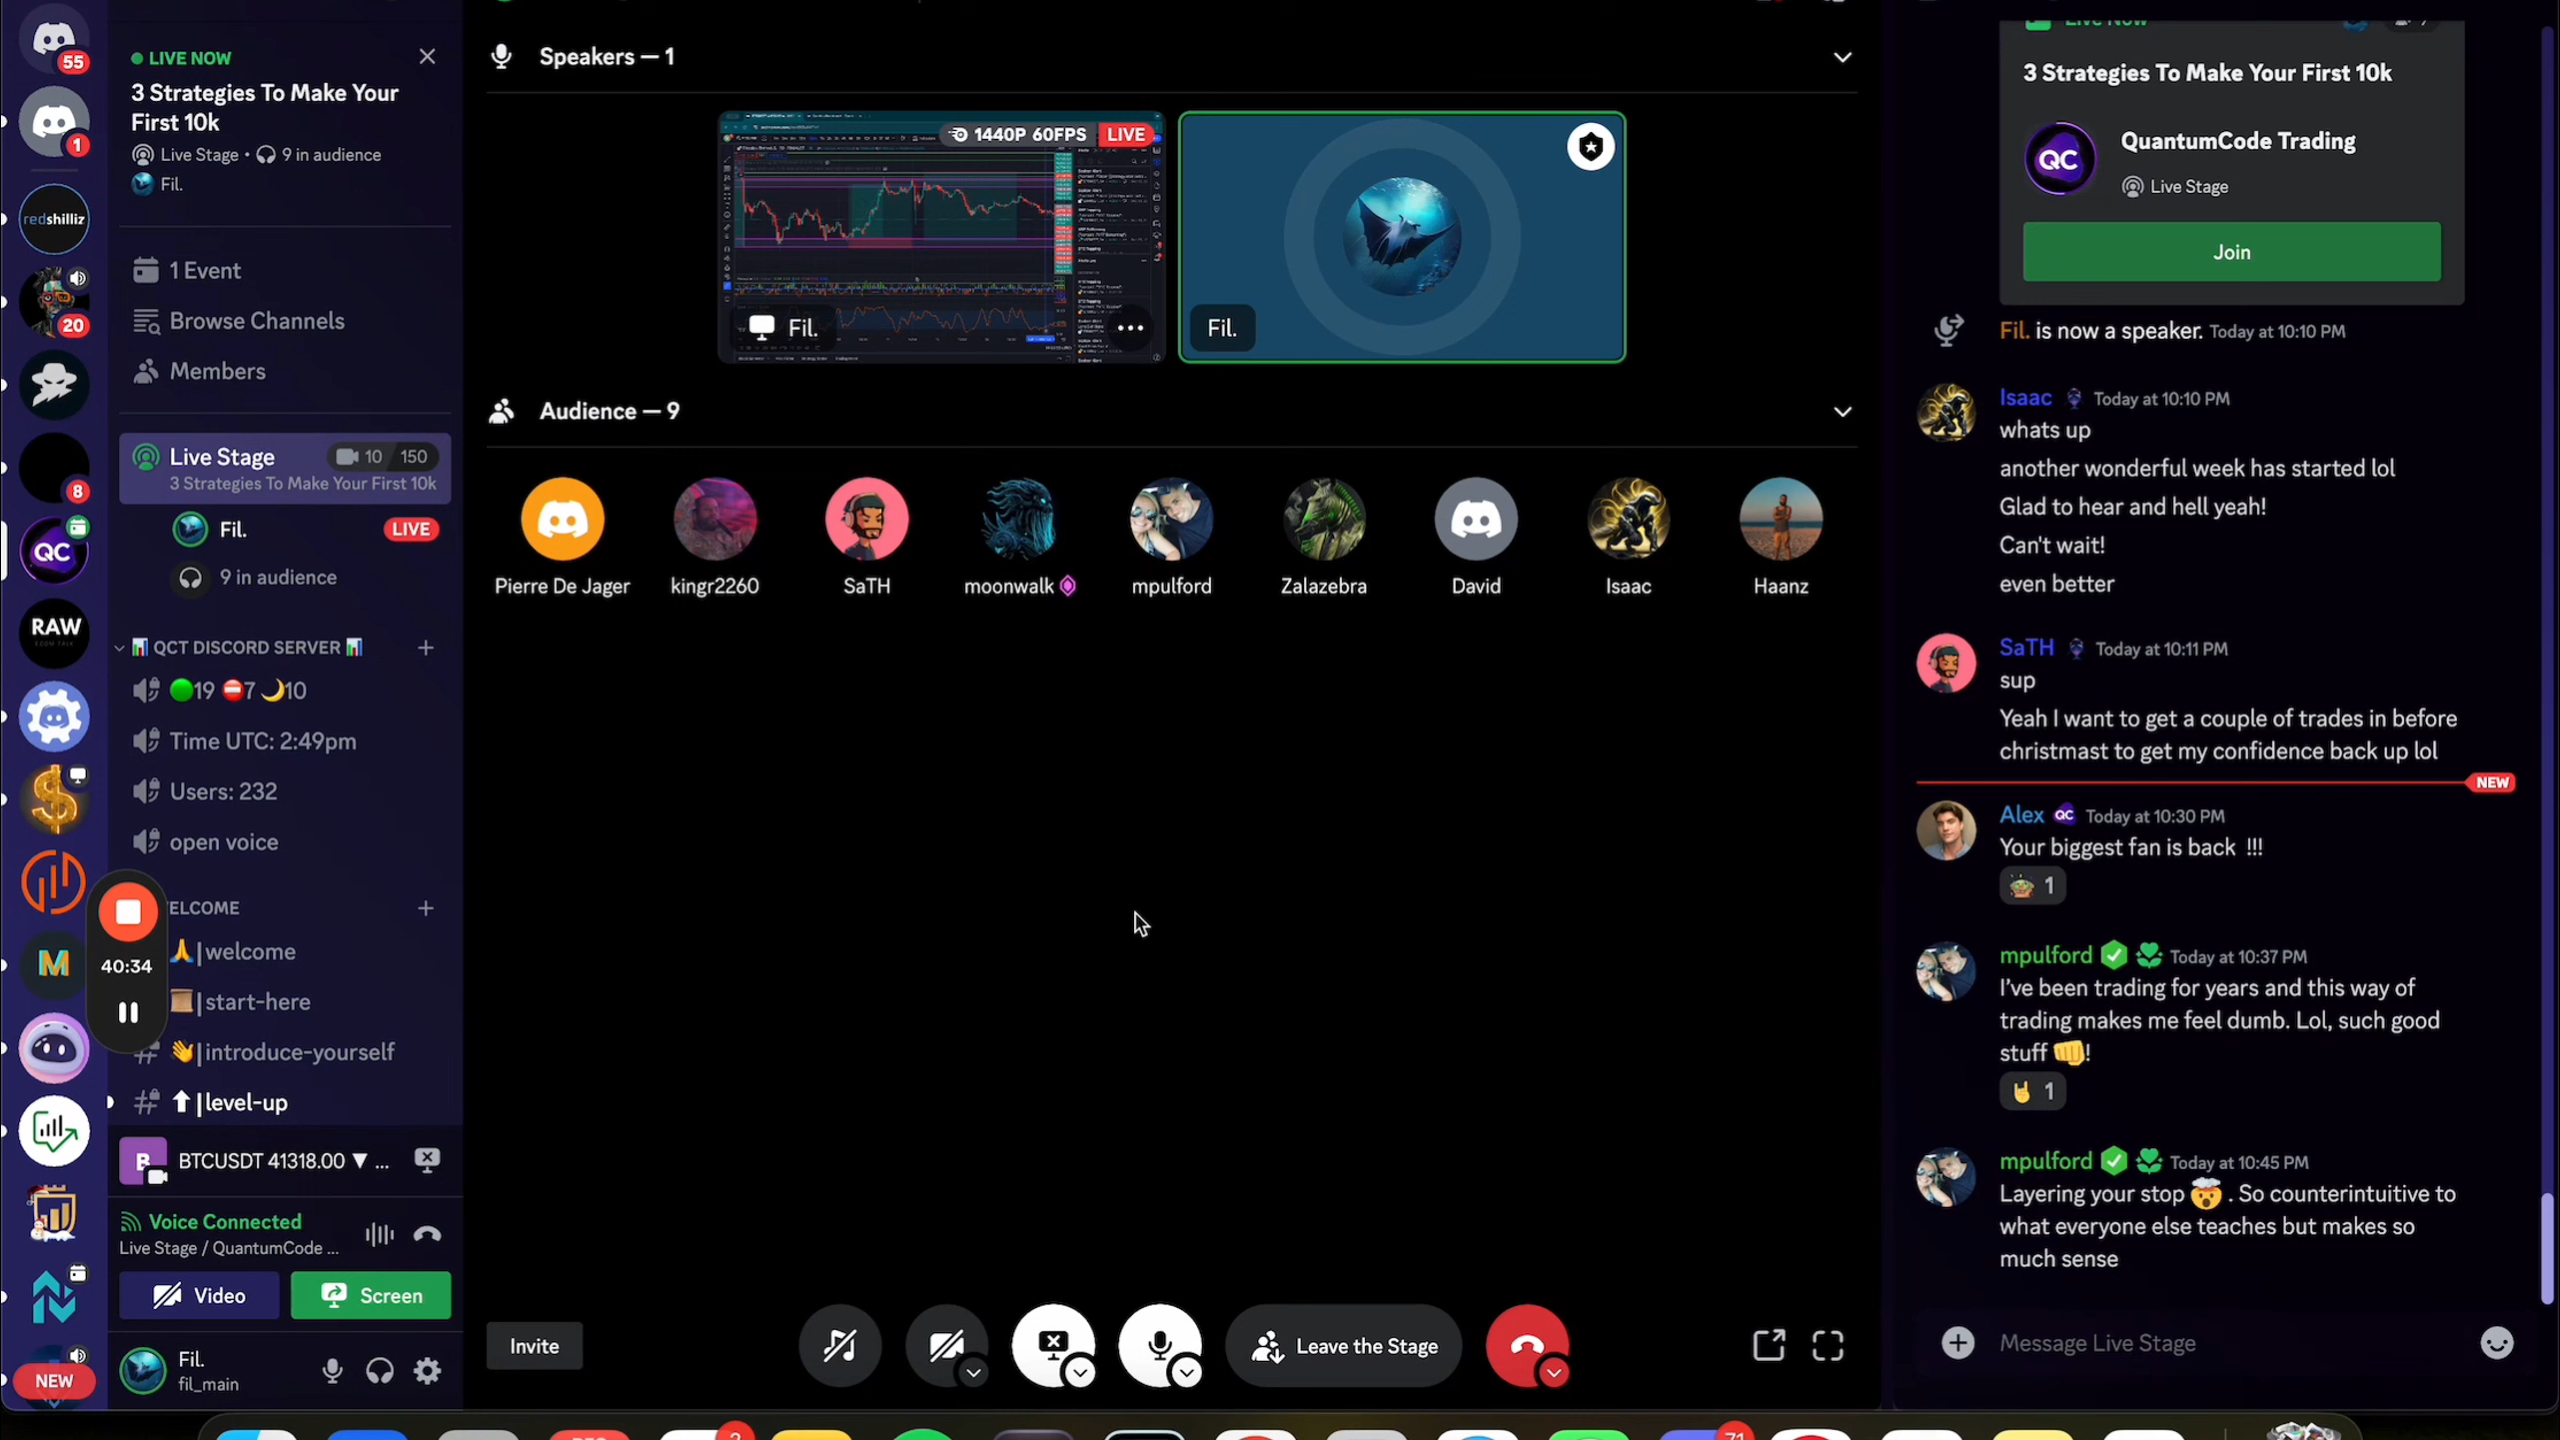 55
1
redshilliz
20
8
QC
RAW
M
NEW
LIVE NOW
3 Strategies To Make Your
First 10k
Live Stage • 9 in audience
Fil.
1 Event
Browse Channels
Members
Live Stage 10 150
3 Strategies To Make Your First 10k
Fil. LIVE
9 in audience
QCT DISCORD SERVER
🟢19 ⛔7 🌙10
Time UTC: 2:49pm
Users: 232
open voice
ELCOME
40:34
🙏|welcome
📜|start-here
👋|introduce-yourself
⬆|level-up
B BTCUSDT 41318.00 ▼ ...
Voice Connected
Live Stage / QuantumCode ...
Video Screen
Fil.
fil_main
Speakers — 1
1440P 60FPS LIVE
Fil.
Fil.
Audience — 9
Pierre De Jager
kingr2260
SaTH
moonwalk
mpulford
Zalazebra
David
Isaac
Haanz
Invite
Leave the Stage
Live Now
3 Strategies To Make Your First 10k
QC
QuantumCode Trading
Live Stage
Join
Fil. is now a speaker. Today at 10:10 PM
Isaac Today at 10:10 PM
whats up
another wonderful week has started lol
Glad to hear and hell yeah!
Can't wait!
even better
SaTH Today at 10:11 PM
sup
Yeah I want to get a couple of trades in before
christmast to get my confidence back up lol
NEW
Alex QC Today at 10:30 PM
Your biggest fan is back !!!
1
mpulford Today at 10:37 PM
I've been trading for years and this way of
trading makes me feel dumb. Lol, such good
stuff 👊!
🤘 1
mpulford Today at 10:45 PM
Layering your stop 🤯 . So counterintuitive to
what everyone else teaches but makes so
much sense
Message Live Stage
71